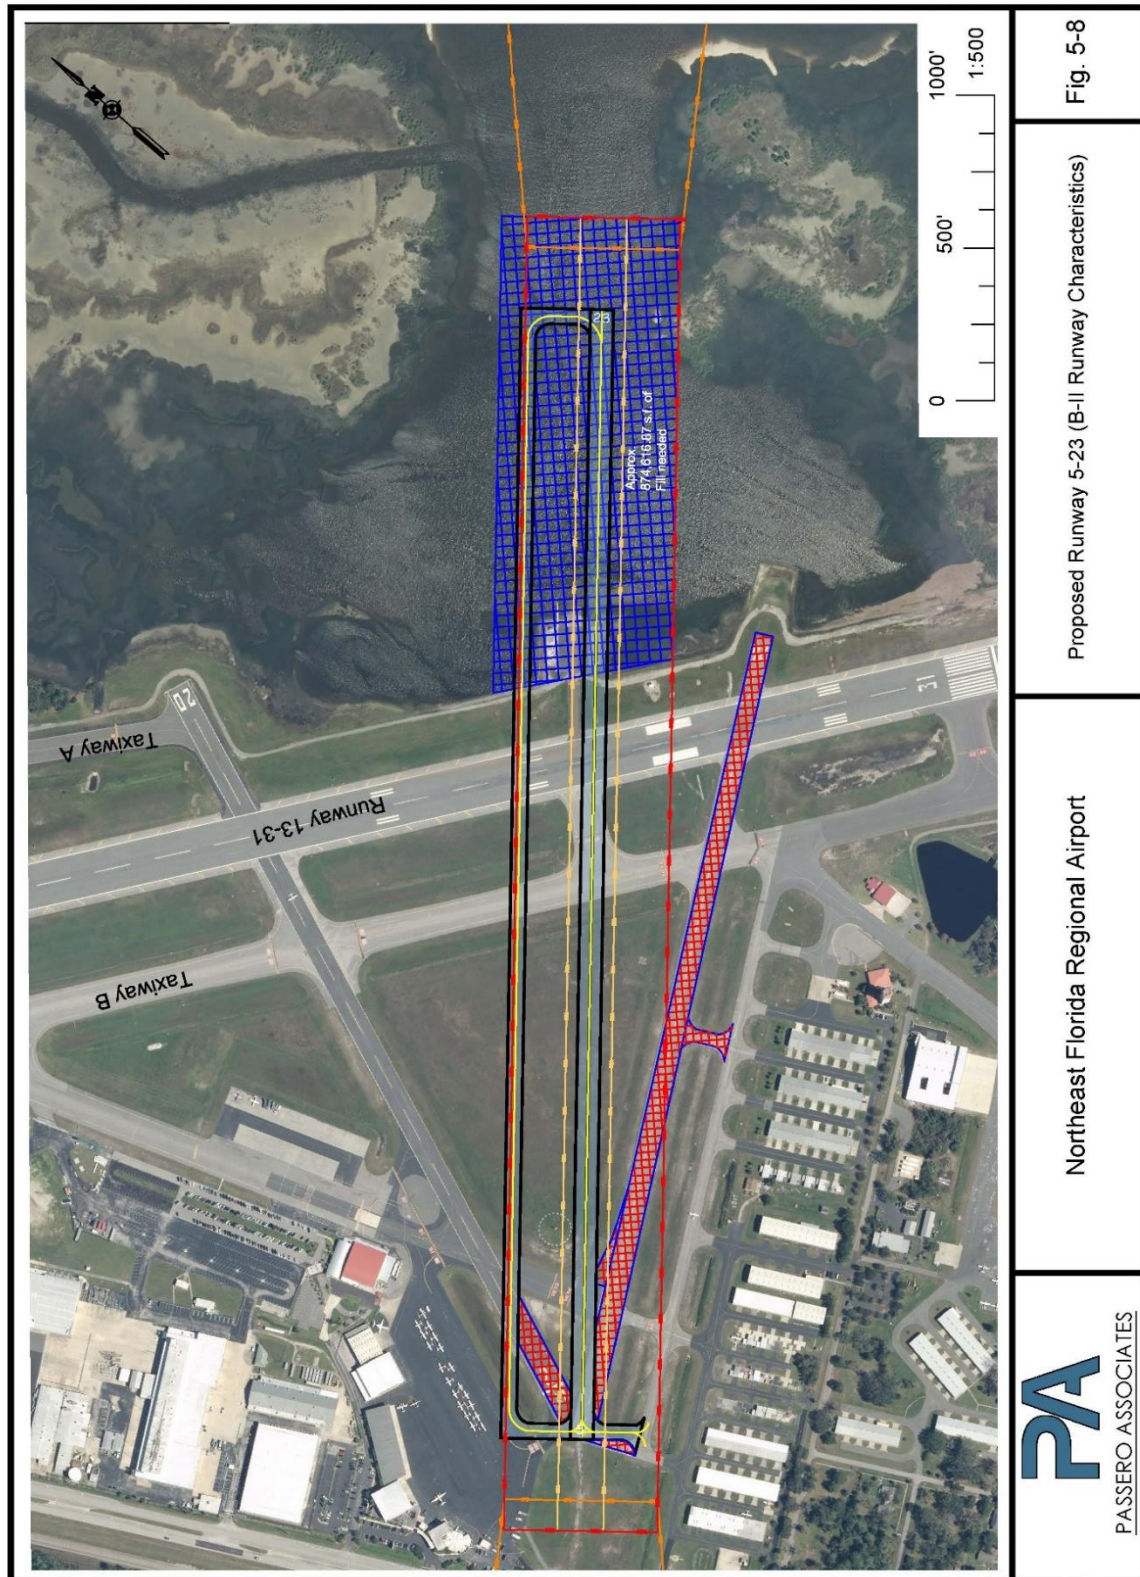 N
20
Taxiway A
Runway 13-31
31
Taxiway B
23
Approx.
874,616.87 s.f. of
Fill needed
0
500'
1000'
1:500
PA
PASSERO ASSOCIATES
Northeast Florida Regional Airport
Proposed Runway 5-23 (B-II Runway Characteristics)
Fig. 5-8